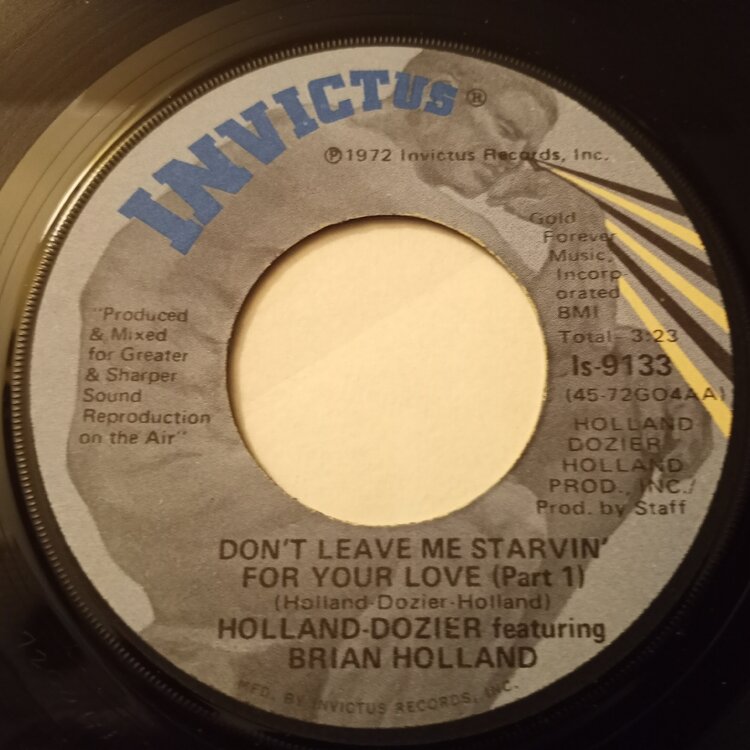 INVICTUS®
℗1972 Invictus Records, Inc.
Gold
Forever
Music,
Incorp-
orated
BMI
Total- 3:23
Is-9133
(45-72GO4AA)
HOLLAND
DOZIER
HOLLAND
PROD., INC./
Prod. by Staff
"Produced
& Mixed
for Greater
& Sharper
Sound
Reproduction
on the Air"
DON'T LEAVE ME STARVIN'
FOR YOUR LOVE (Part 1)
(Holland-Dozier-Holland)
HOLLAND-DOZIER featuring
BRIAN HOLLAND
MFD. BY INVICTUS RECORDS, INC.